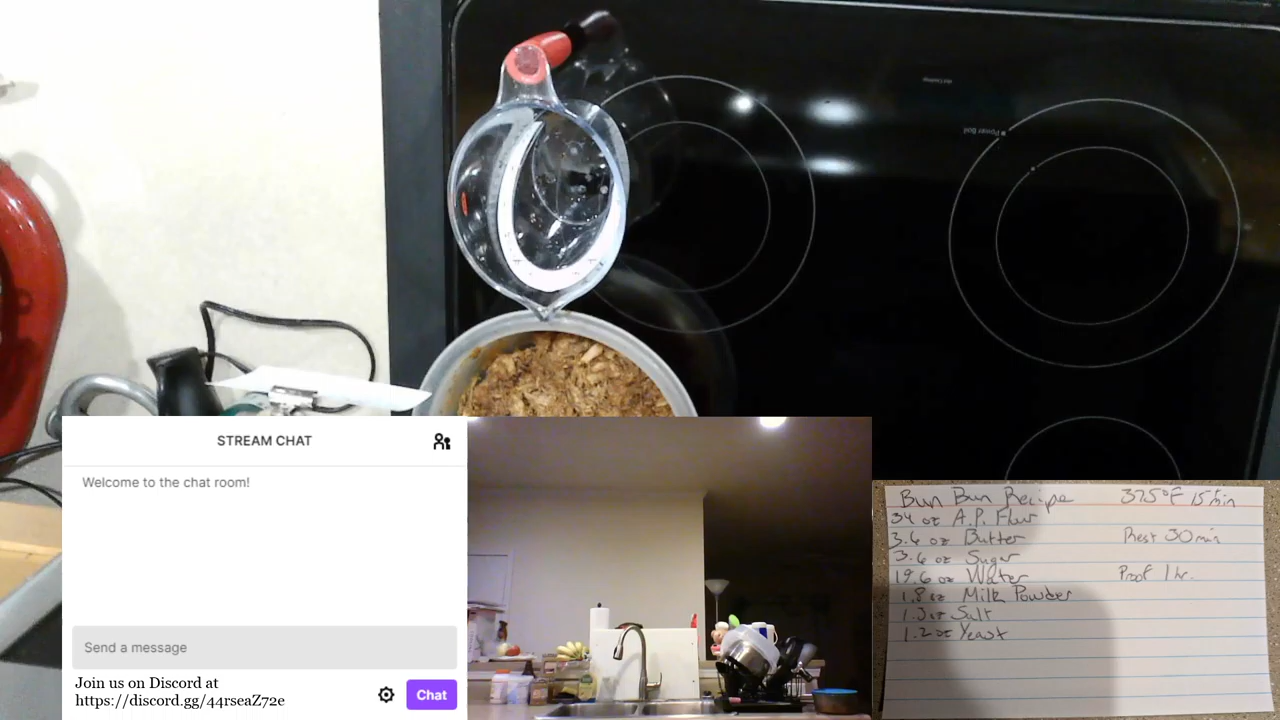 Power Boil
STREAM CHAT
Welcome to the chat room!
Send a message
Join us on Discord at
https://discord.gg/44rseaZ72e
Chat
Bun Bun Recipe 375°F 15 min
34 oz A.P. Flour
3.6 oz Butter Rest 30 min
3.6 oz Sugar
19.6 oz Water Proof 1 hr.
1.8 oz Milk Powder
1.3 oz Salt
1.2 oz Yeast